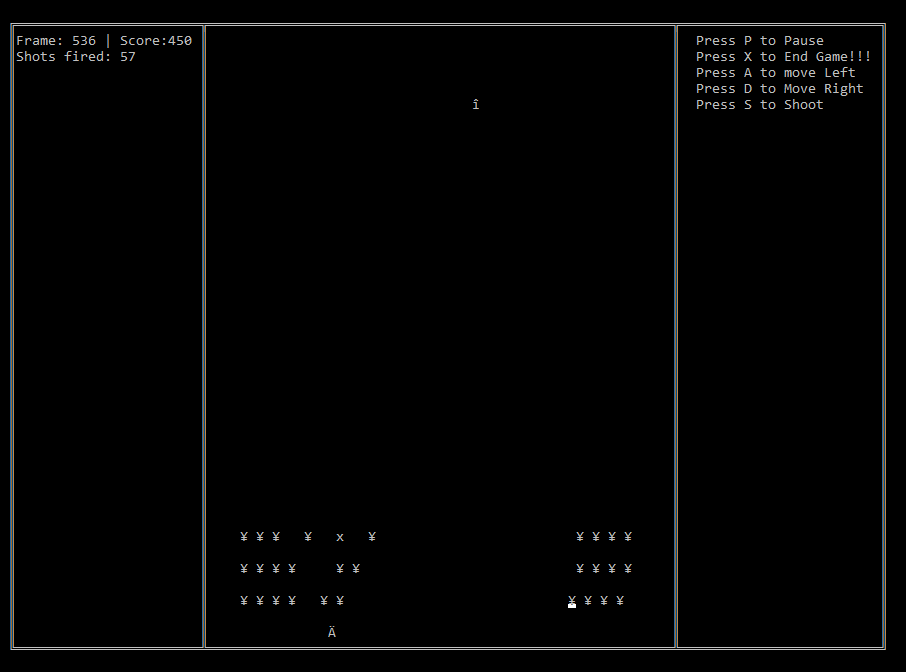 Frame: 536 | Score:450
Shots fired: 57
Press P to Pause
Press X to End Game!!!
Press A to move Left
Press D to Move Right
Press S to Shoot
î
¥ ¥ ¥ ¥ x ¥ ¥ ¥ ¥ ¥
¥ ¥ ¥ ¥ ¥ ¥ ¥ ¥ ¥ ¥
¥ ¥ ¥ ¥ ¥ ¥ ¥ ¥ ¥ ¥
Ä